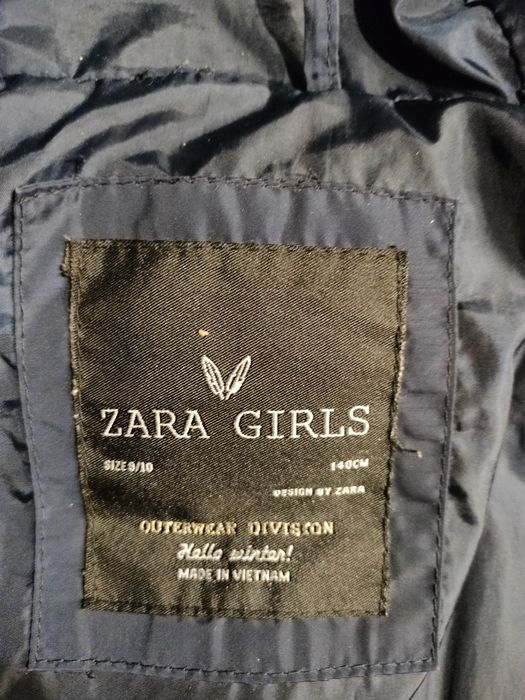 ZARA GIRLS
SIZE 9/10 140CM
DESIGN BY ZARA
OUTERWEAR DIVISION
Hello winter!
MADE IN VIETNAM